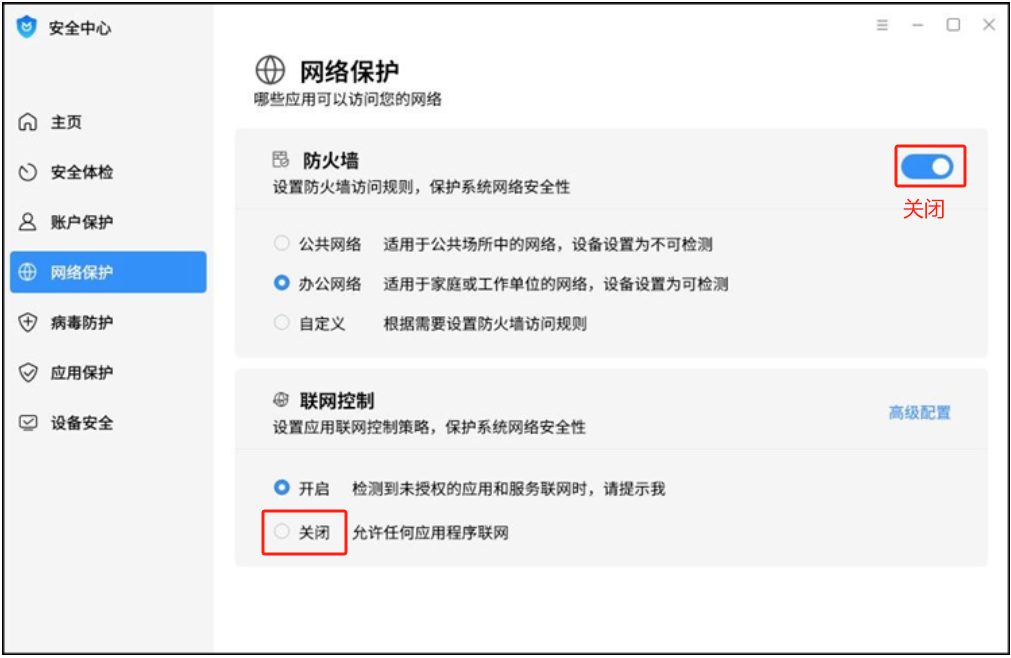 安全中心
主页
安全体检
账户保护
网络保护
病毒防护
应用保护
设备安全
网络保护
哪些应用可以访问您的网络
防火墙
设置防火墙访问规则，保护系统网络安全性
关闭
公共网络 适用于公共场所中的网络，设备设置为不可检测
办公网络 适用于家庭或工作单位的网络，设备设置为可检测
自定义 根据需要设置防火墙访问规则
联网控制
设置应用联网控制策略，保护系统网络安全性
高级配置
开启 检测到未授权的应用和服务联网时，请提示我
关闭 允许任何应用程序联网